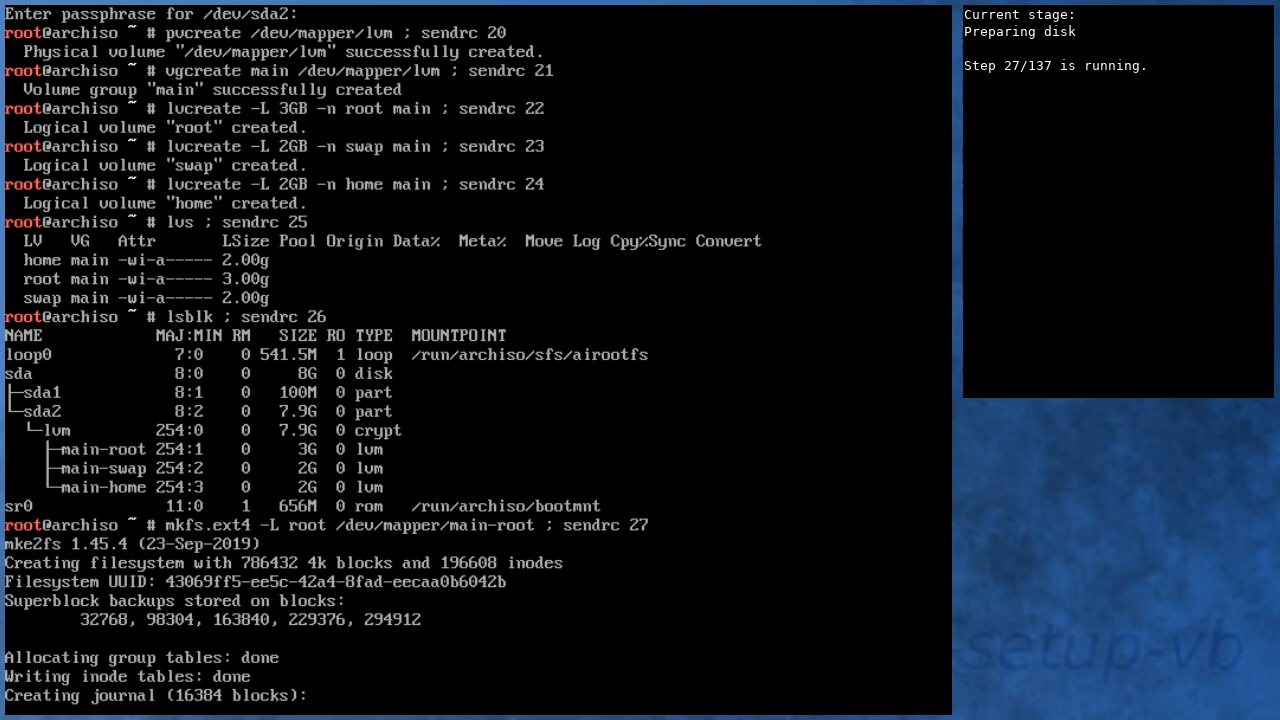 Enter passphrase for /dev/sda2:
root@archiso ~ # pvcreate /dev/mapper/lvm ; sendrc 20
  Physical volume "/dev/mapper/lvm" successfully created.
root@archiso ~ # vgcreate main /dev/mapper/lvm ; sendrc 21
  Volume group "main" successfully created
root@archiso ~ # lvcreate -L 3GB -n root main ; sendrc 22
  Logical volume "root" created.
root@archiso ~ # lvcreate -L 2GB -n swap main ; sendrc 23
  Logical volume "swap" created.
root@archiso ~ # lvcreate -L 2GB -n home main ; sendrc 24
  Logical volume "home" created.
root@archiso ~ # lvs ; sendrc 25
  LV   VG   Attr       LSize Pool Origin Data%  Meta%  Move Log Cpy%Sync Convert
  home main -wi-a----- 2.00g
  root main -wi-a----- 3.00g
  swap main -wi-a----- 2.00g
root@archiso ~ # lsblk ; sendrc 26
NAME            MAJ:MIN RM   SIZE RO TYPE  MOUNTPOINT
loop0             7:0    0 541.5M  1 loop  /run/archiso/sfs/airootfs
sda               8:0    0     8G  0 disk
├─sda1            8:1    0   100M  0 part
└─sda2            8:2    0   7.9G  0 part
  └─lvm         254:0    0   7.9G  0 crypt
    ├─main-root 254:1    0     3G  0 lvm
    ├─main-swap 254:2    0     2G  0 lvm
    └─main-home 254:3    0     2G  0 lvm
sr0              11:0    1   656M  0 rom   /run/archiso/bootmnt
root@archiso ~ # mkfs.ext4 -L root /dev/mapper/main-root ; sendrc 27
mke2fs 1.45.4 (23-Sep-2019)
Creating filesystem with 786432 4k blocks and 196608 inodes
Filesystem UUID: 43069ff5-ee5c-42a4-8fad-eecaa0b6042b
Superblock backups stored on blocks:
        32768, 98304, 163840, 229376, 294912
Allocating group tables: done
Writing inode tables: done
Creating journal (16384 blocks):
Current stage:
Preparing disk
Step 27/137 is running.
setup-vb